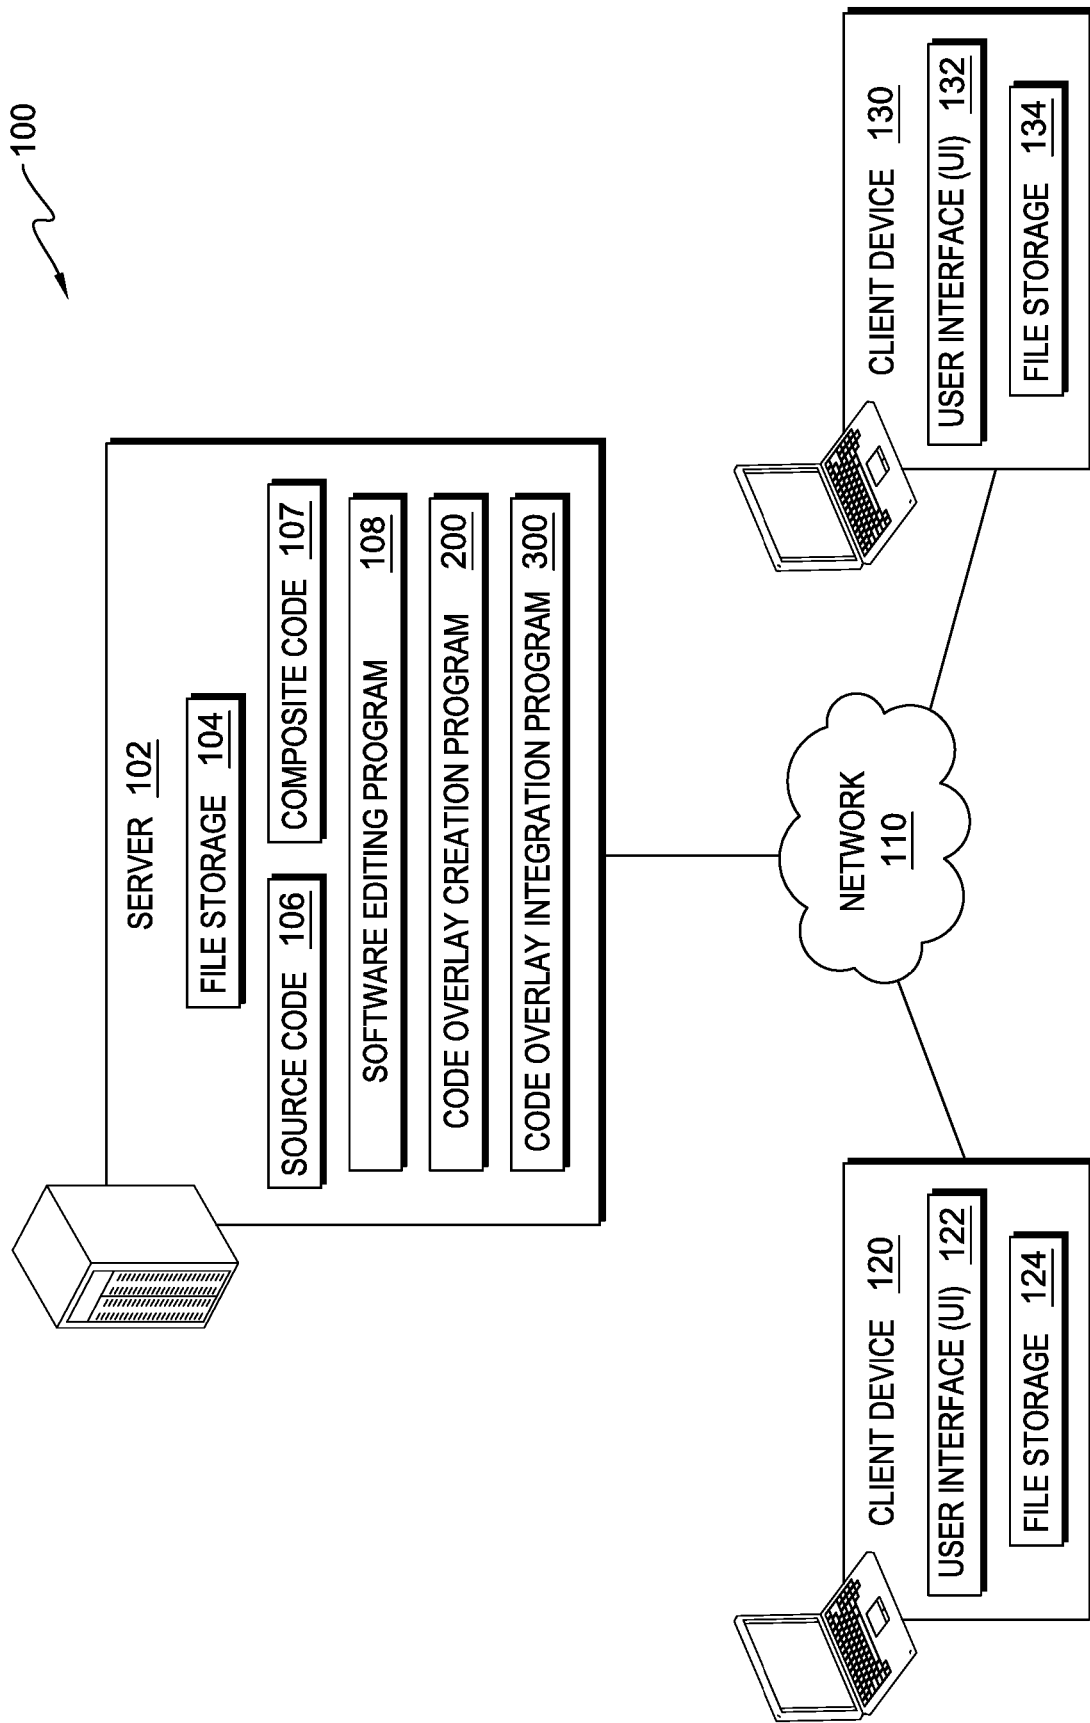 100
SERVER 102
FILE STORAGE 104
SOURCE CODE 106
COMPOSITE CODE 107
SOFTWARE EDITING PROGRAM 108
CODE OVERLAY CREATION PROGRAM 200
CODE OVERLAY INTEGRATION PROGRAM 300
NETWORK
110
CLIENT DEVICE 120
USER INTERFACE (UI) 122
FILE STORAGE 124
CLIENT DEVICE 130
USER INTERFACE (UI) 132
FILE STORAGE 134